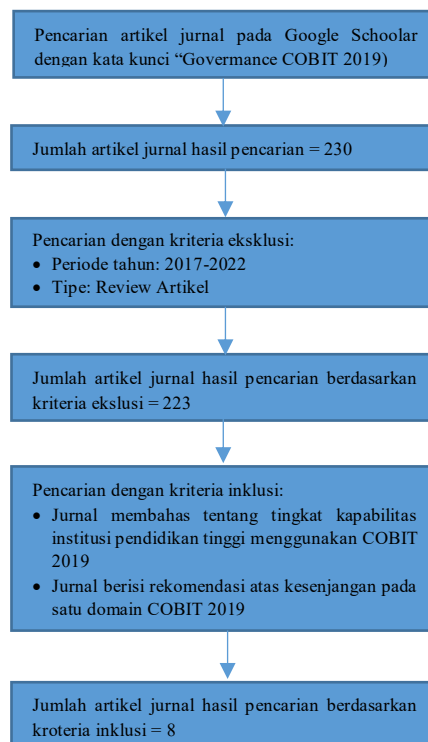 Pencarian artikel jurnal pada Google Schoolar
dengan kata kunci “Govermance COBIT 2019)
Jumlah artikel jurnal hasil pencarian = 230
Pencarian dengan kriteria eksklusi:
• Periode tahun: 2017-2022
• Tipe: Review Artikel
Jumlah artikel jurnal hasil pencarian berdasarkan
kriteria ekslusi = 223
Pencarian dengan kriteria inklusi:
• Jurnal membahas tentang tingkat kapabilitas
institusi pendidikan tinggi menggunakan COBIT
2019
• Jurnal berisi rekomendasi atas kesenjangan pada
satu domain COBIT 2019
Jumlah artikel jurnal hasil pencarian berdasarkan
kroteria inklusi = 8